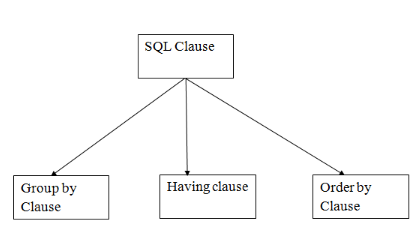 SQL Clause
Group by
Clause
Having clause
Order by
Clause